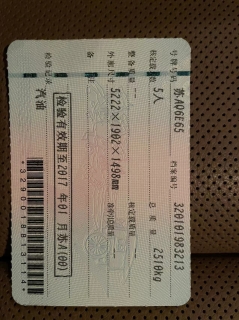 号牌号码 苏AQ6E65 档案编号 320101983213
核定载人数 5人 总质量 2510kg
整备质量 -- 核定载质量 --
外廓尺寸 5222×1902×1498mm 准牵引总质量 --
备注
检验记录 汽油
[检验有效期至2017年01月苏A(00)]
*3290018813114*